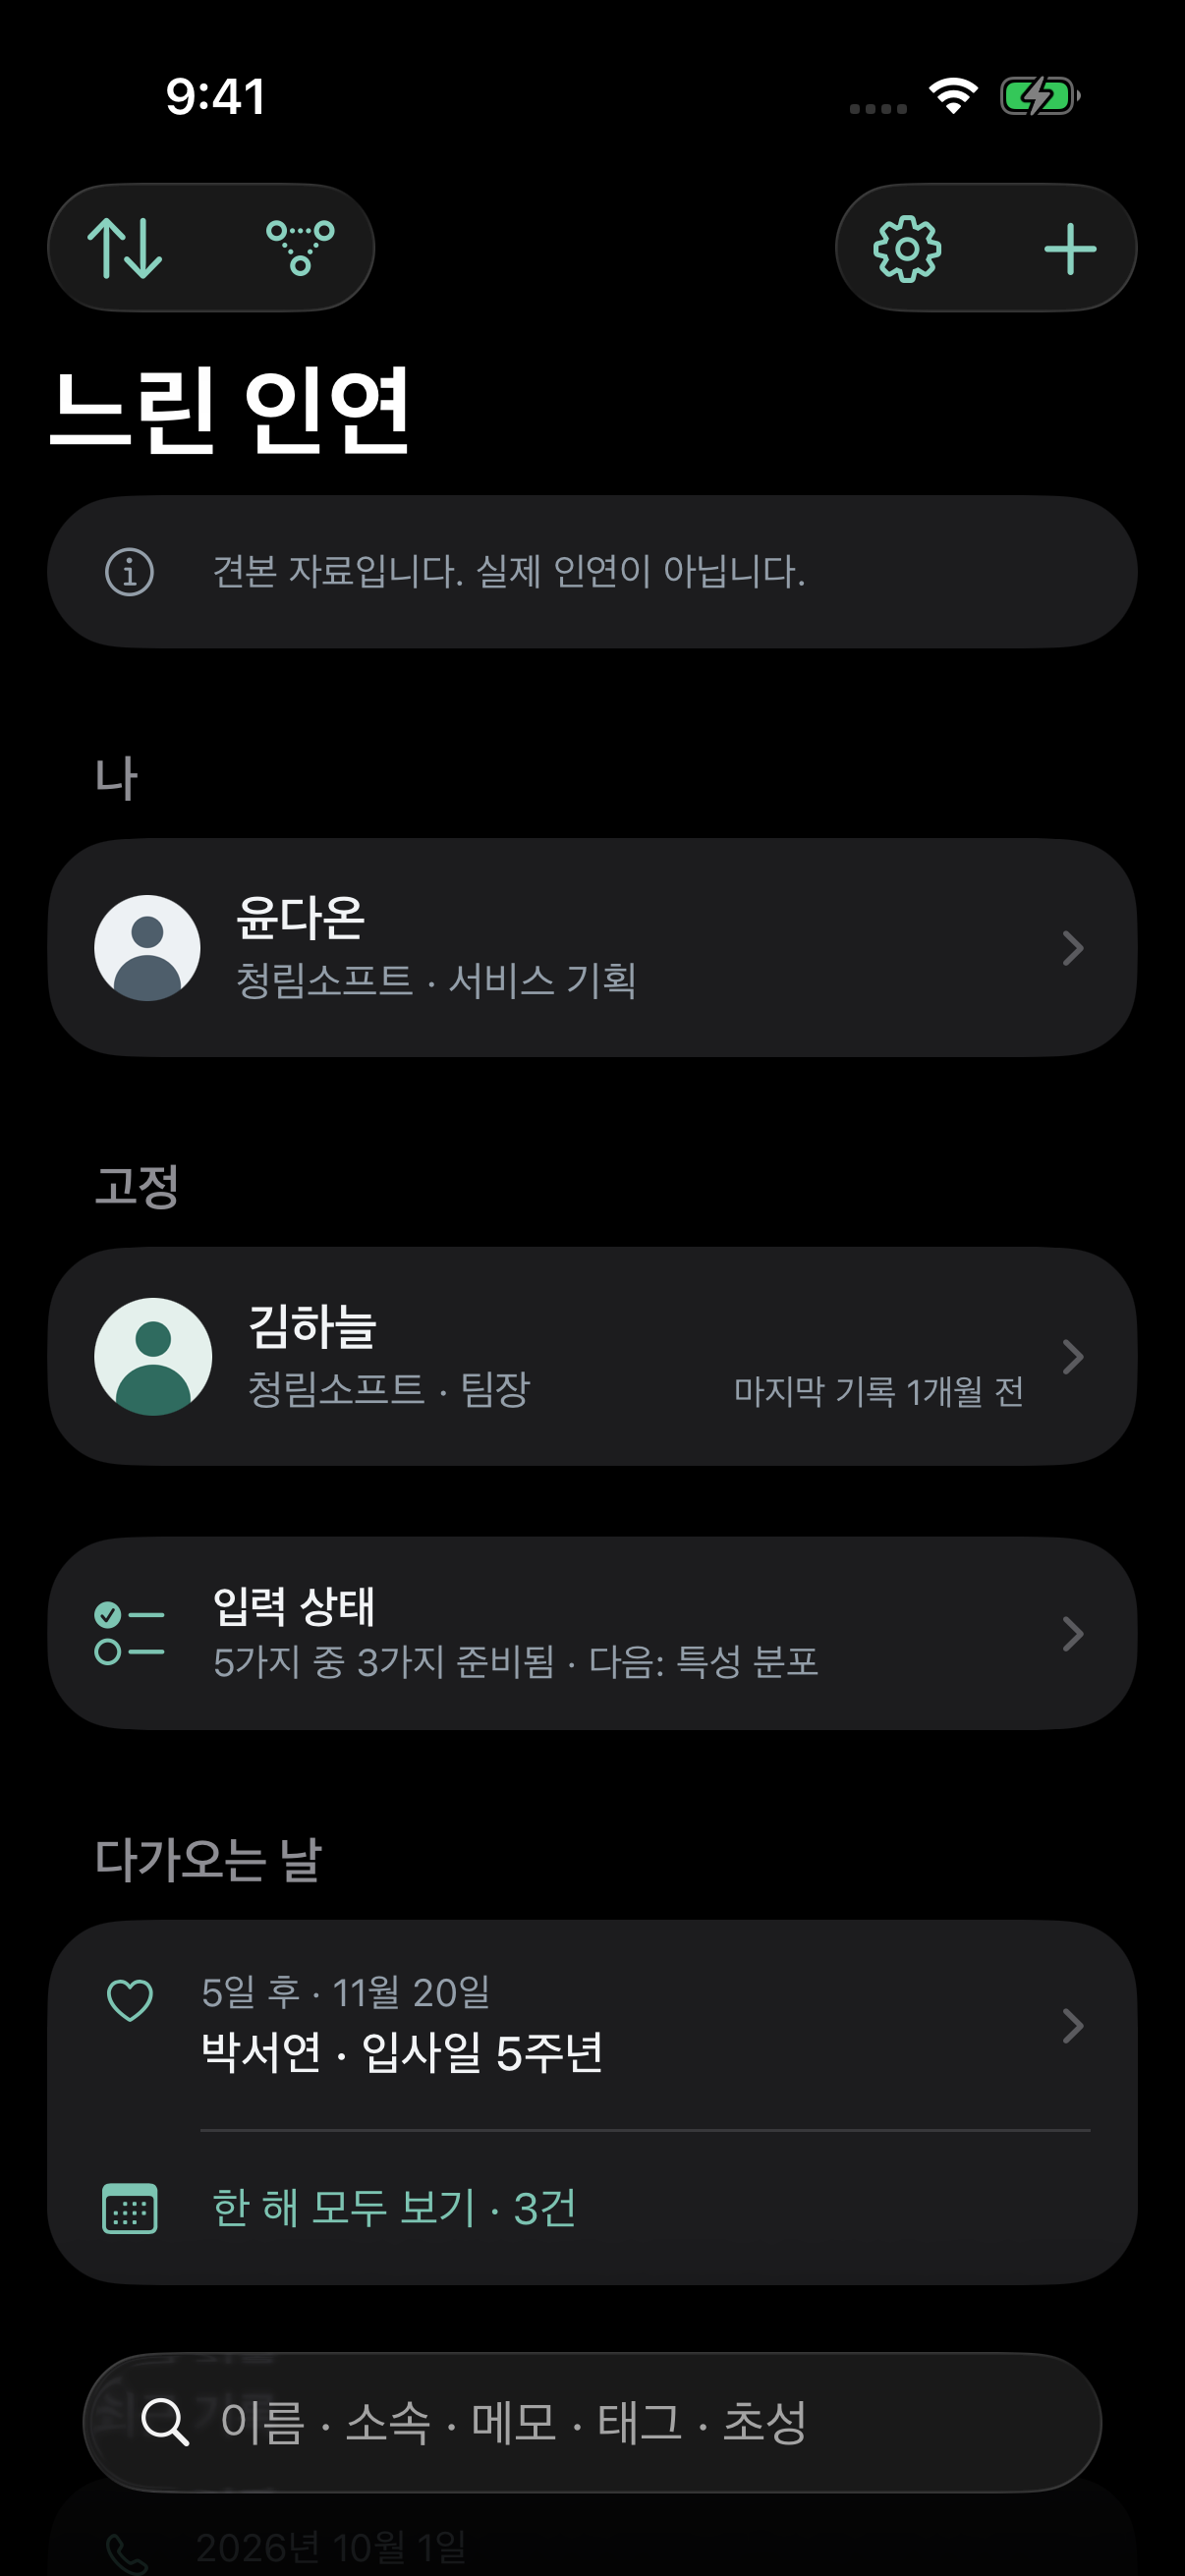 9:41
느린 인연
견본 자료입니다. 실제 인연이 아닙니다.
나
윤다온
청림소프트 · 서비스 기획
고정
김하늘
청림소프트 · 팀장
마지막 기록 1개월 전
입력 상태
5가지 중 3가지 준비됨 · 다음: 특성 분포
다가오는 날
5일 후 · 11월 20일
박서연 · 입사일 5주년
한 해 모두 보기 · 3건
이름 · 소속 · 메모 · 태그 · 초성
2026년 10월 1일